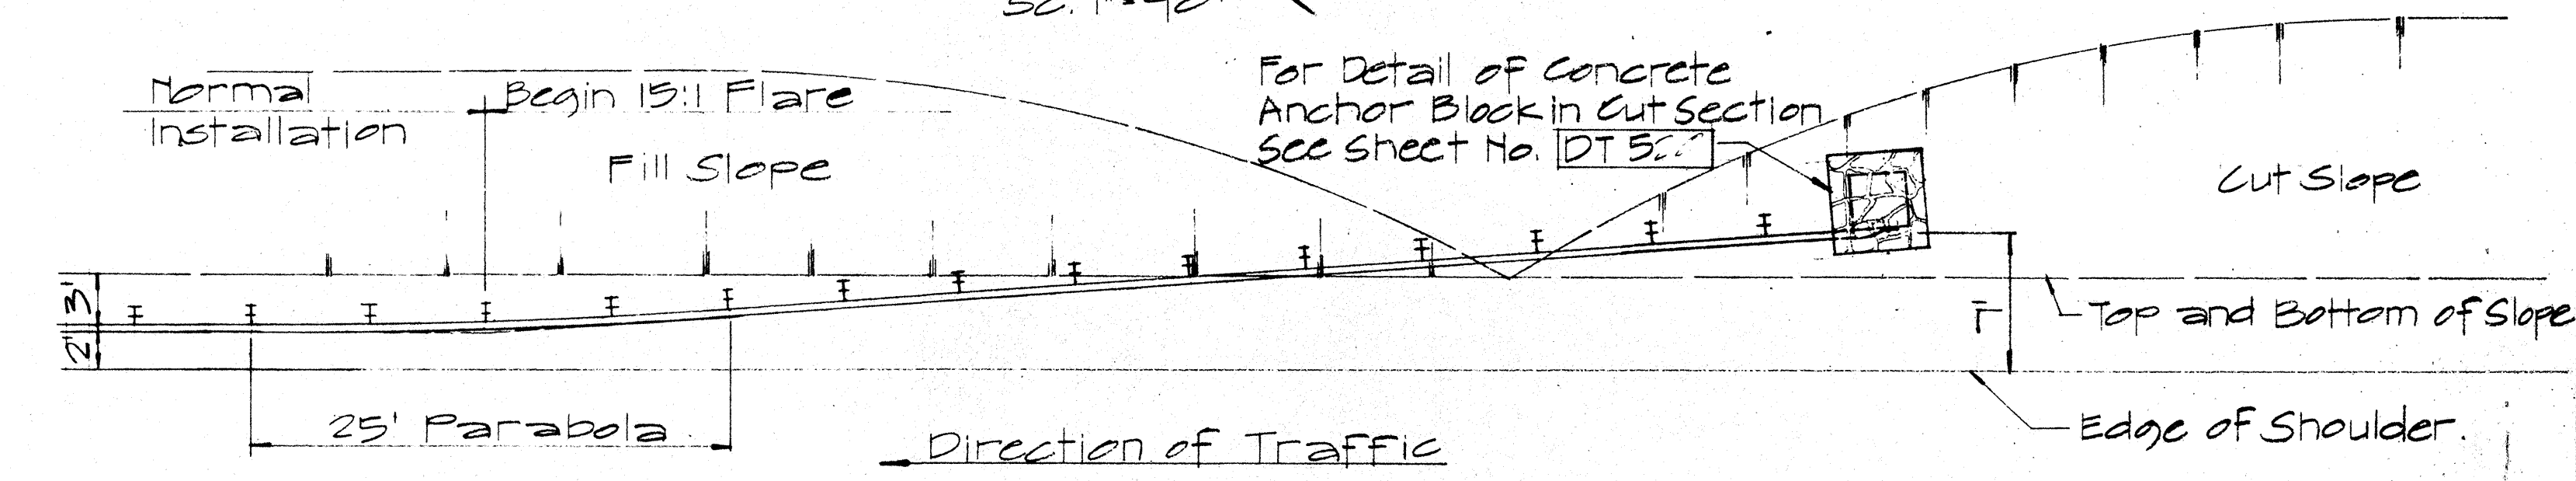 Normal
Installation
Begin 15:1 Flare
Fill Slope
For Detail of Concrete
Anchor Block in Cut Section
See Sheet No. DT
Cut Slope
3'
2'
Top and Bottom of Slope
Edge of Shoulder.
25' Parabola
Direction of Traffic